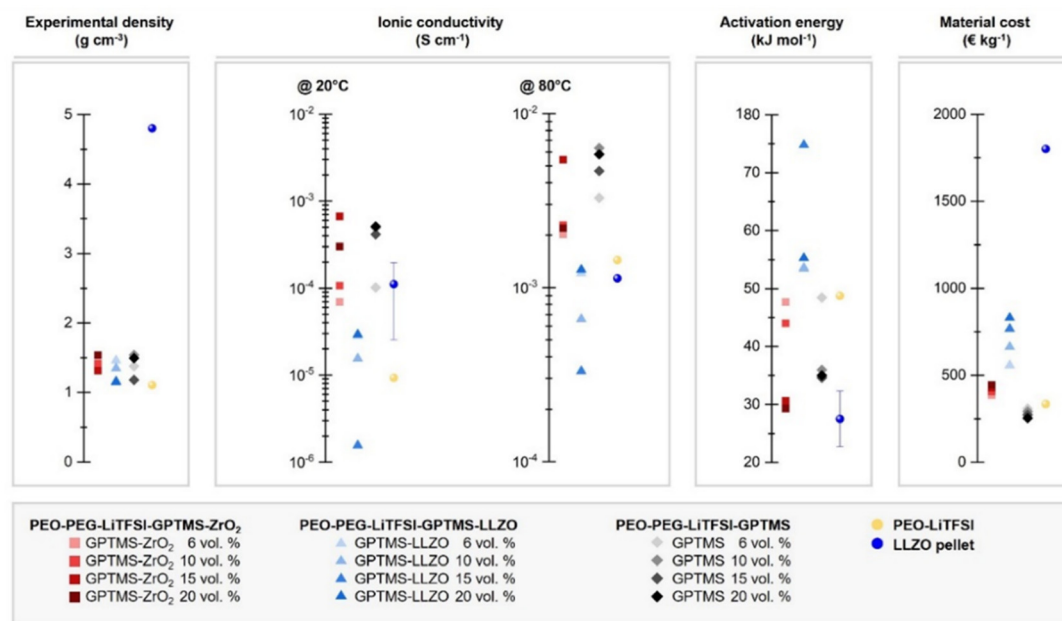 Experimental density
(g cm⁻³)
Ionic conductivity
(S cm⁻¹)
Activation energy
(kJ mol⁻¹)
Material cost
(€ kg⁻¹)
@ 20°C
@ 80°C
5
4
3
2
1
0
10⁻²
10⁻³
10⁻⁴
10⁻⁵
10⁻⁶
10⁻²
10⁻³
10⁻⁴
180
70
60
50
40
30
20
2000
1500
1000
500
0
PEO-PEG-LiTFSI-GPTMS-ZrO₂
GPTMS-ZrO₂ 6 vol. %
GPTMS-ZrO₂ 10 vol. %
GPTMS-ZrO₂ 15 vol. %
GPTMS-ZrO₂ 20 vol. %
PEO-PEG-LiTFSI-GPTMS-LLZO
GPTMS-LLZO 6 vol. %
GPTMS-LLZO 10 vol. %
GPTMS-LLZO 15 vol. %
GPTMS-LLZO 20 vol. %
PEO-PEG-LiTFSI-GPTMS
GPTMS 6 vol. %
GPTMS 10 vol. %
GPTMS 15 vol. %
GPTMS 20 vol. %
PEO-LiTFSI
LLZO pellet